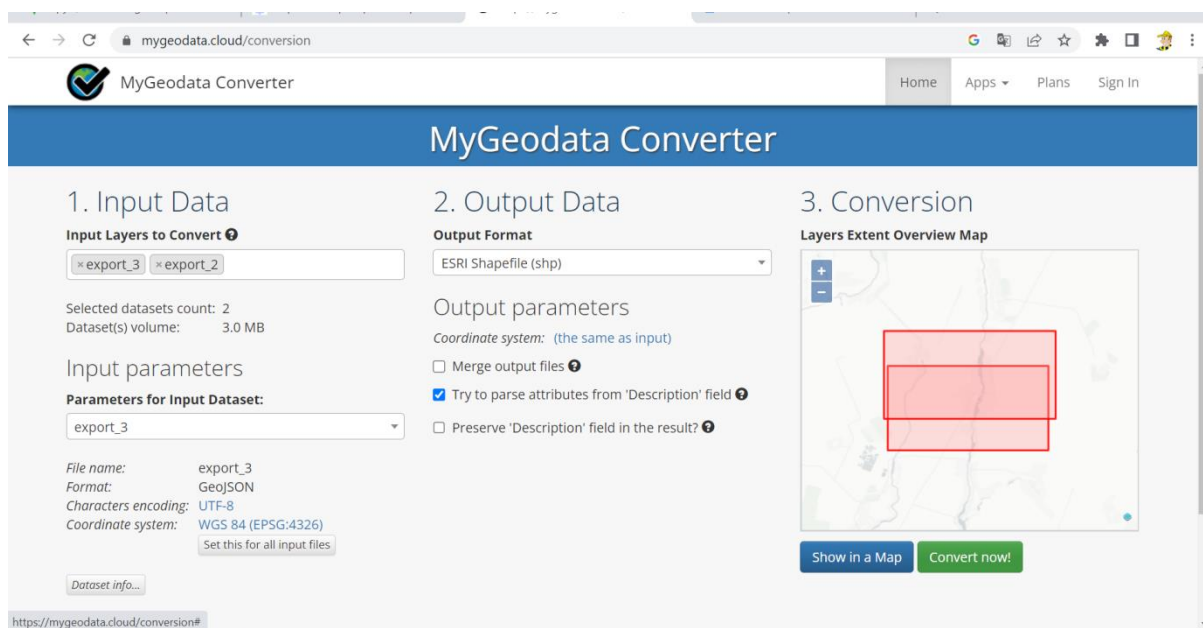 mygeodata.cloud/conversion
MyGeodata Converter
Home Apps Plans Sign In
MyGeodata Converter
1. Input Data
Input Layers to Convert ?
×export_3 ×export_2
Selected datasets count: 2
Dataset(s) volume: 3.0 MB
Input parameters
Parameters for Input Dataset:
export_3
File name: export_3
Format: GeoJSON
Characters encoding: UTF-8
Coordinate system: WGS 84 (EPSG:4326)
Set this for all input files
Dataset info...
2. Output Data
Output Format
ESRI Shapefile (shp)
Output parameters
Coordinate system: (the same as input)
Merge output files ?
Try to parse attributes from 'Description' field ?
Preserve 'Description' field in the result? ?
3. Conversion
Layers Extent Overview Map
+
−
Show in a Map Convert now!
https://mygeodata.cloud/conversion#